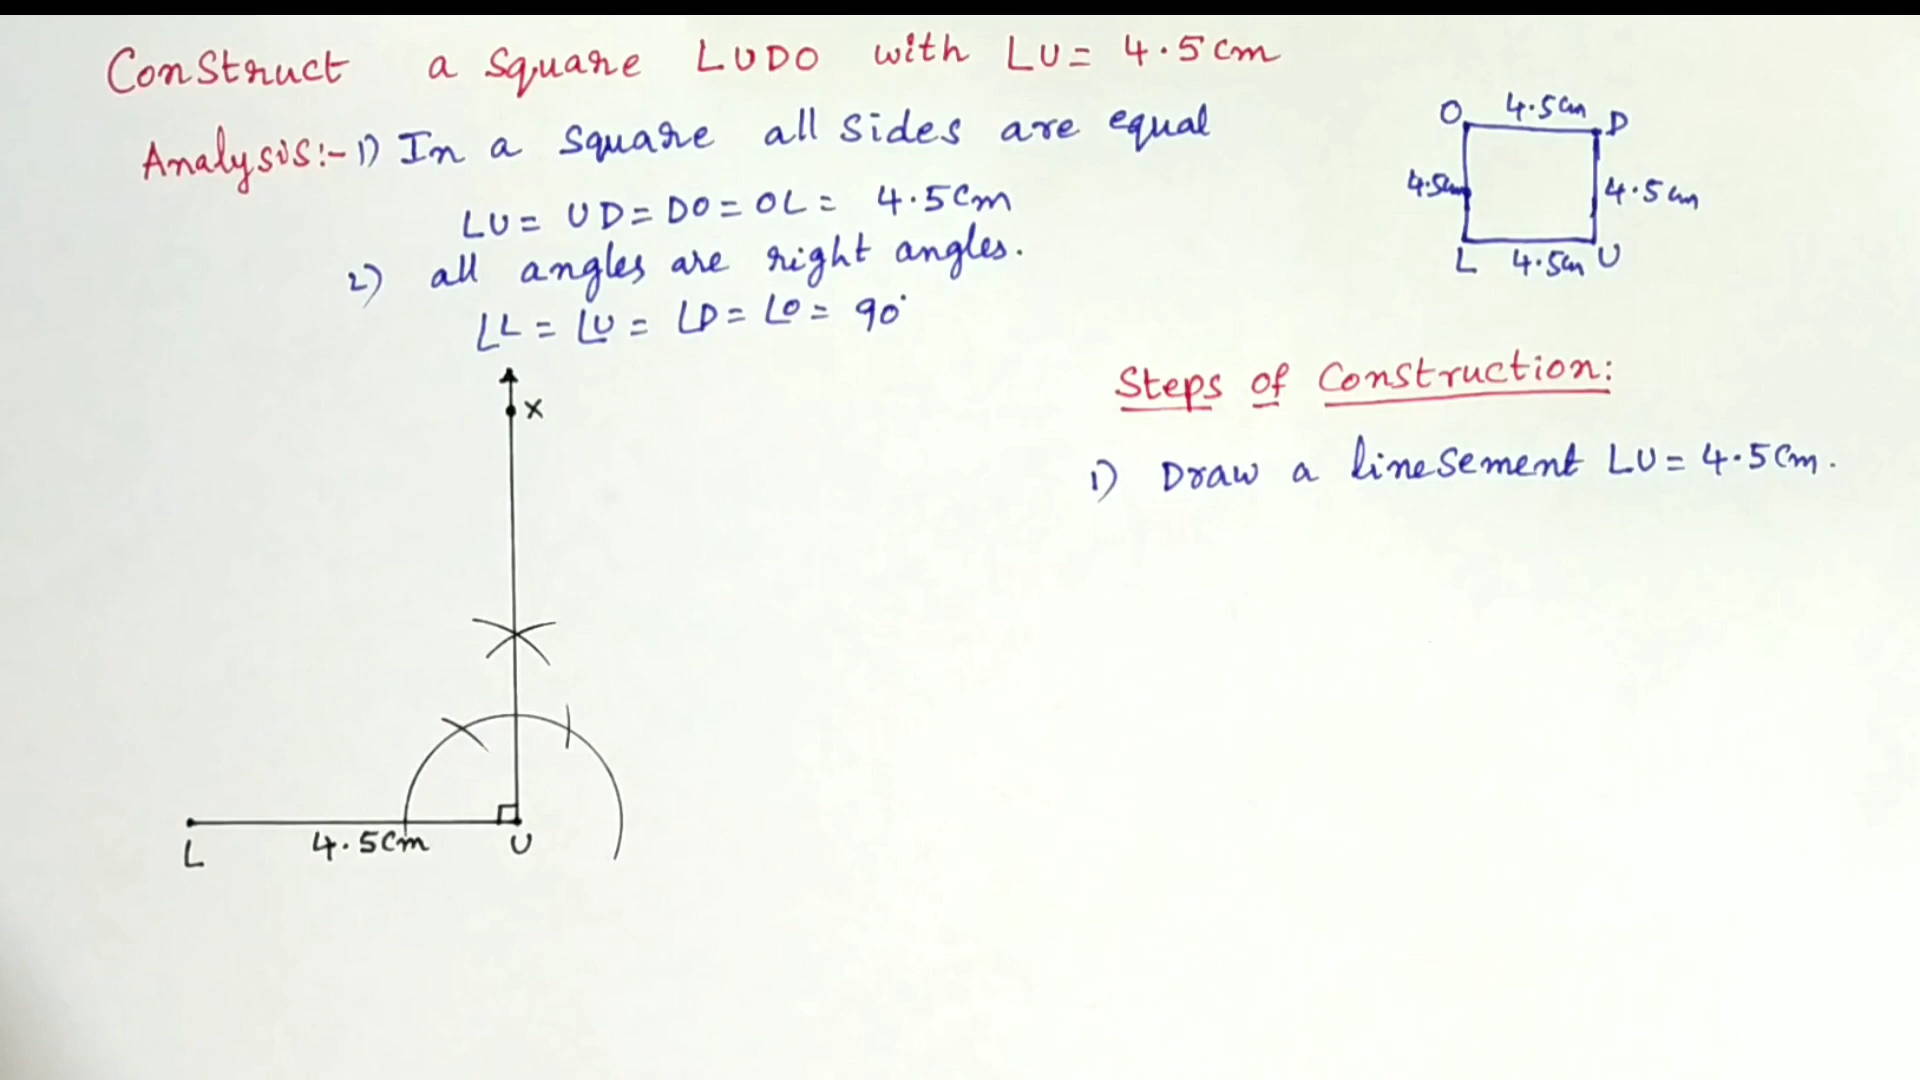 Construct a square LUDO with LU = 4.5cm
Analysis:- 1) In a square all sides are equal
LU = UD = DO = OL = 4.5cm
2) all angles are right angles.
∠L = ∠U = ∠D = ∠O = 90°
O 4.5cm D
4.5cm 4.5cm
L 4.5cm U
Steps of Construction:
1) Draw a linesement LU = 4.5cm.
X
L 4.5cm U